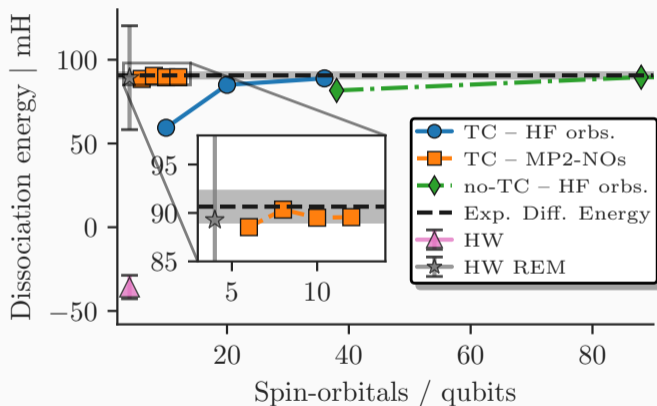 Dissociation energy | mH
100
50
0
−50
95
90
85
5
10
TC – HF orbs.
TC – MP2-NOs
no-TC – HF orbs.
Exp. Diff. Energy
HW
HW REM
20
40
60
80
Spin-orbitals / qubits